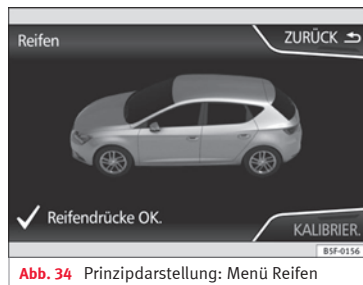 Reifen
ZURÜCK
Reifendrücke OK.
KALIBRIER.
B5F-0156
Abb. 34 Prinzipdarstellung: Menü Reifen